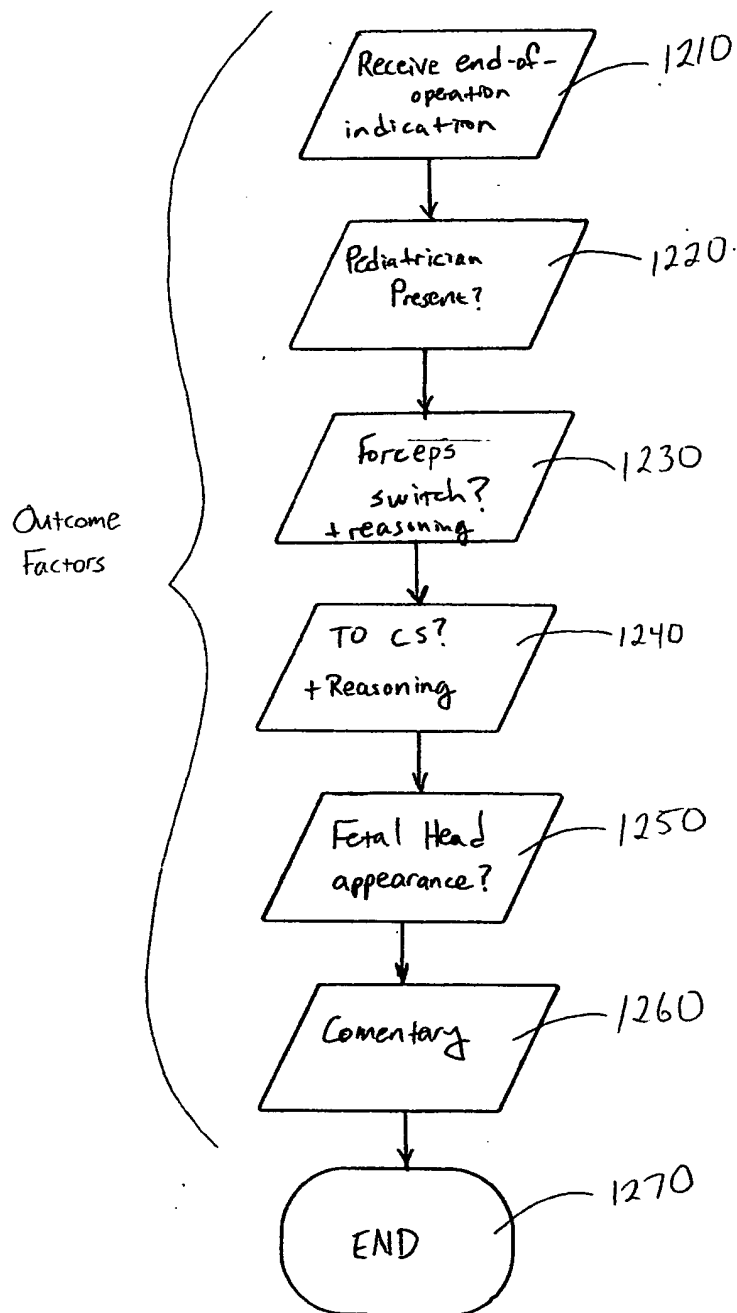 Receive end-of-
operation
indication
1210
Pediatrician
Present?
1220
Forceps
switch?
+ reasoning
1230
Outcome
Factors
TO CS?
+ Reasoning
1240
Fetal Head
appearance?
1250
Comentary
1260
END
1270